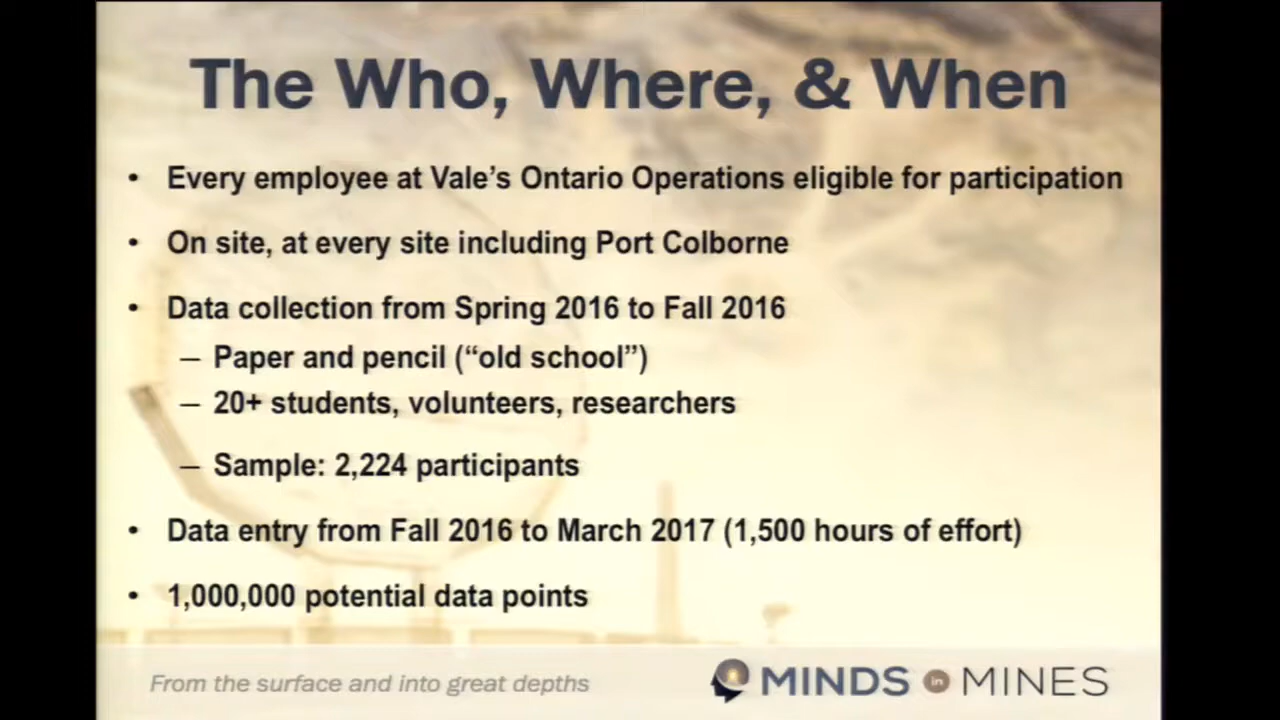 The Who, Where, & When
• Every employee at Vale’s Ontario Operations eligible for participation
• On site, at every site including Port Colborne
• Data collection from Spring 2016 to Fall 2016
– Paper and pencil (“old school”)
– 20+ students, volunteers, researchers
– Sample: 2,224 participants
• Data entry from Fall 2016 to March 2017 (1,500 hours of effort)
• 1,000,000 potential data points
From the surface and into great depths
MINDS in MINES